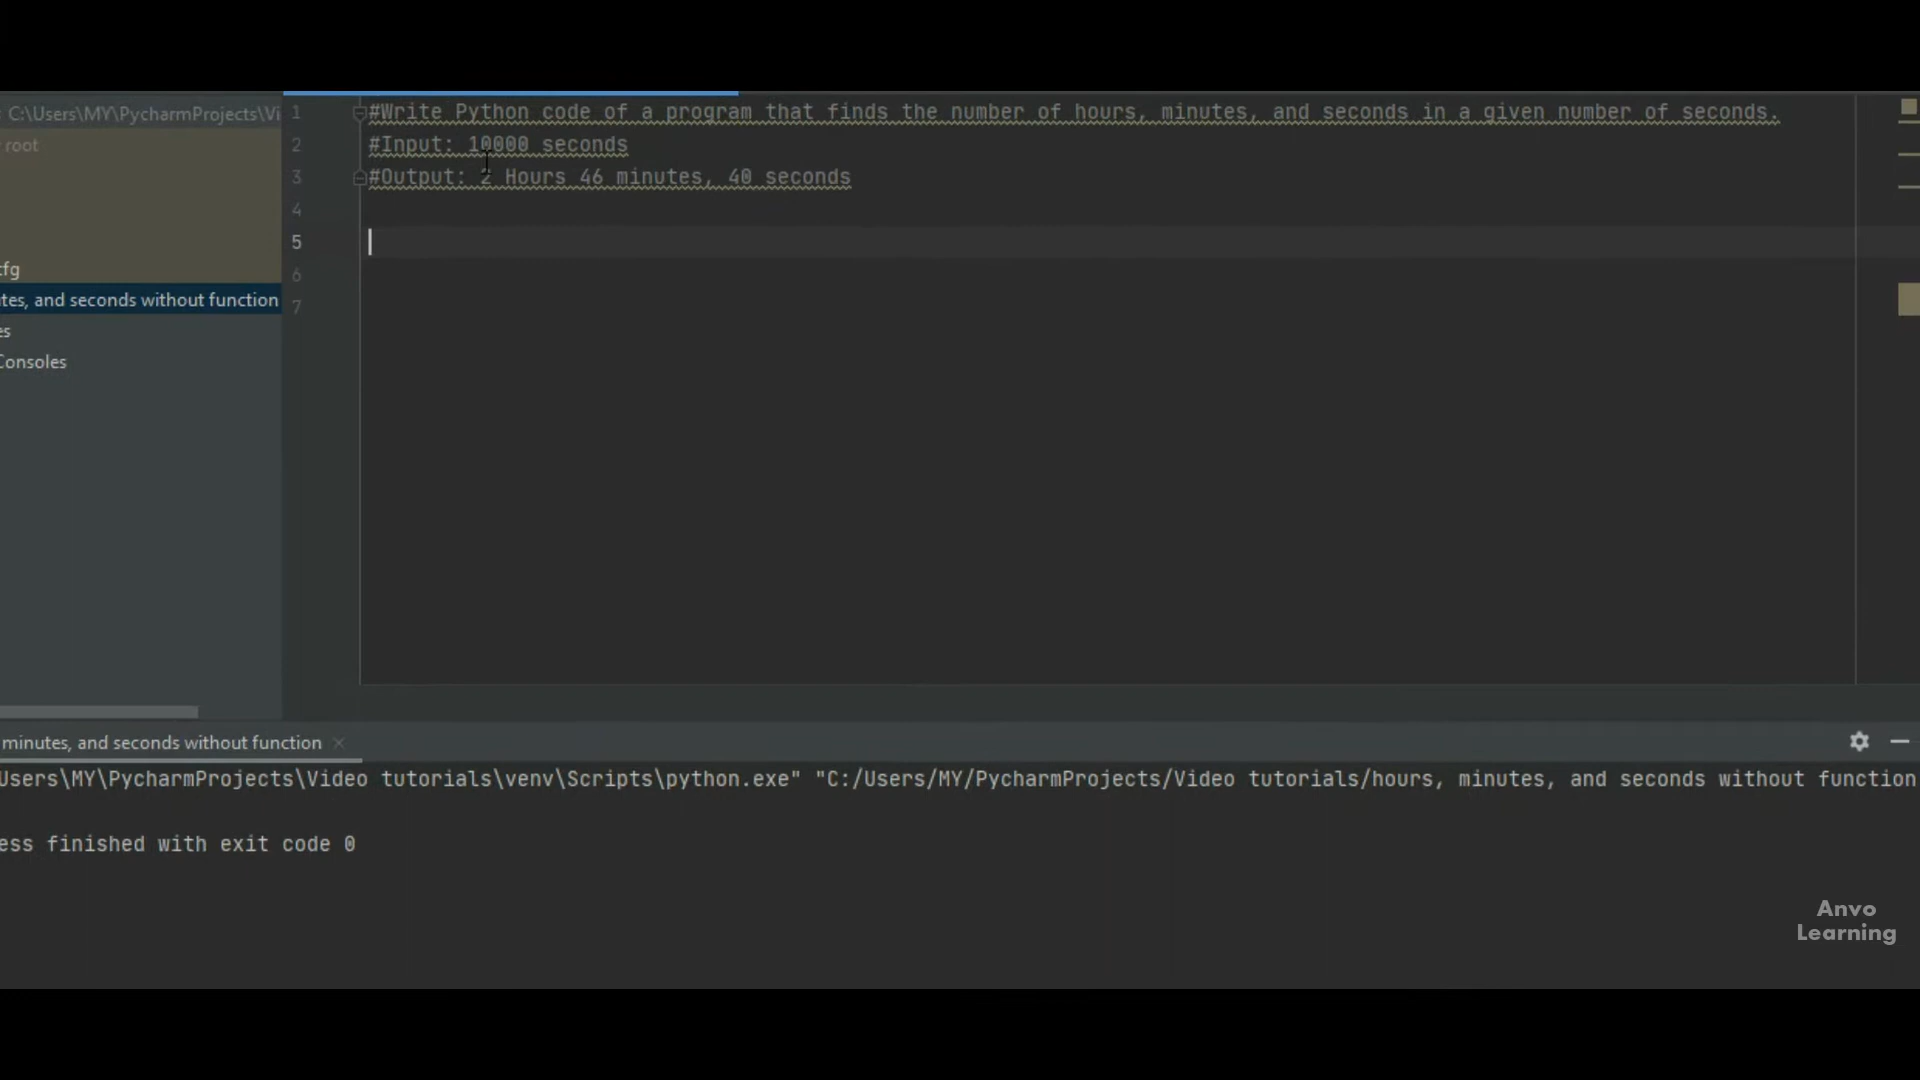 C:\Users\MY\PycharmProjects\Vi
root
cfg
tes, and seconds without function
es
Consoles
1 #Write Python code of a program that finds the number of hours, minutes, and seconds in a given number of seconds.
2 #Input: 10000 seconds
3 #Output: 2 Hours 46 minutes, 40 seconds
4
5
6
7
minutes, and seconds without function
Users\MY\PycharmProjects\Video tutorials\venv\Scripts\python.exe" "C:/Users/MY/PycharmProjects/Video tutorials/hours, minutes, and seconds without function
ess finished with exit code 0
Anvo
Learning